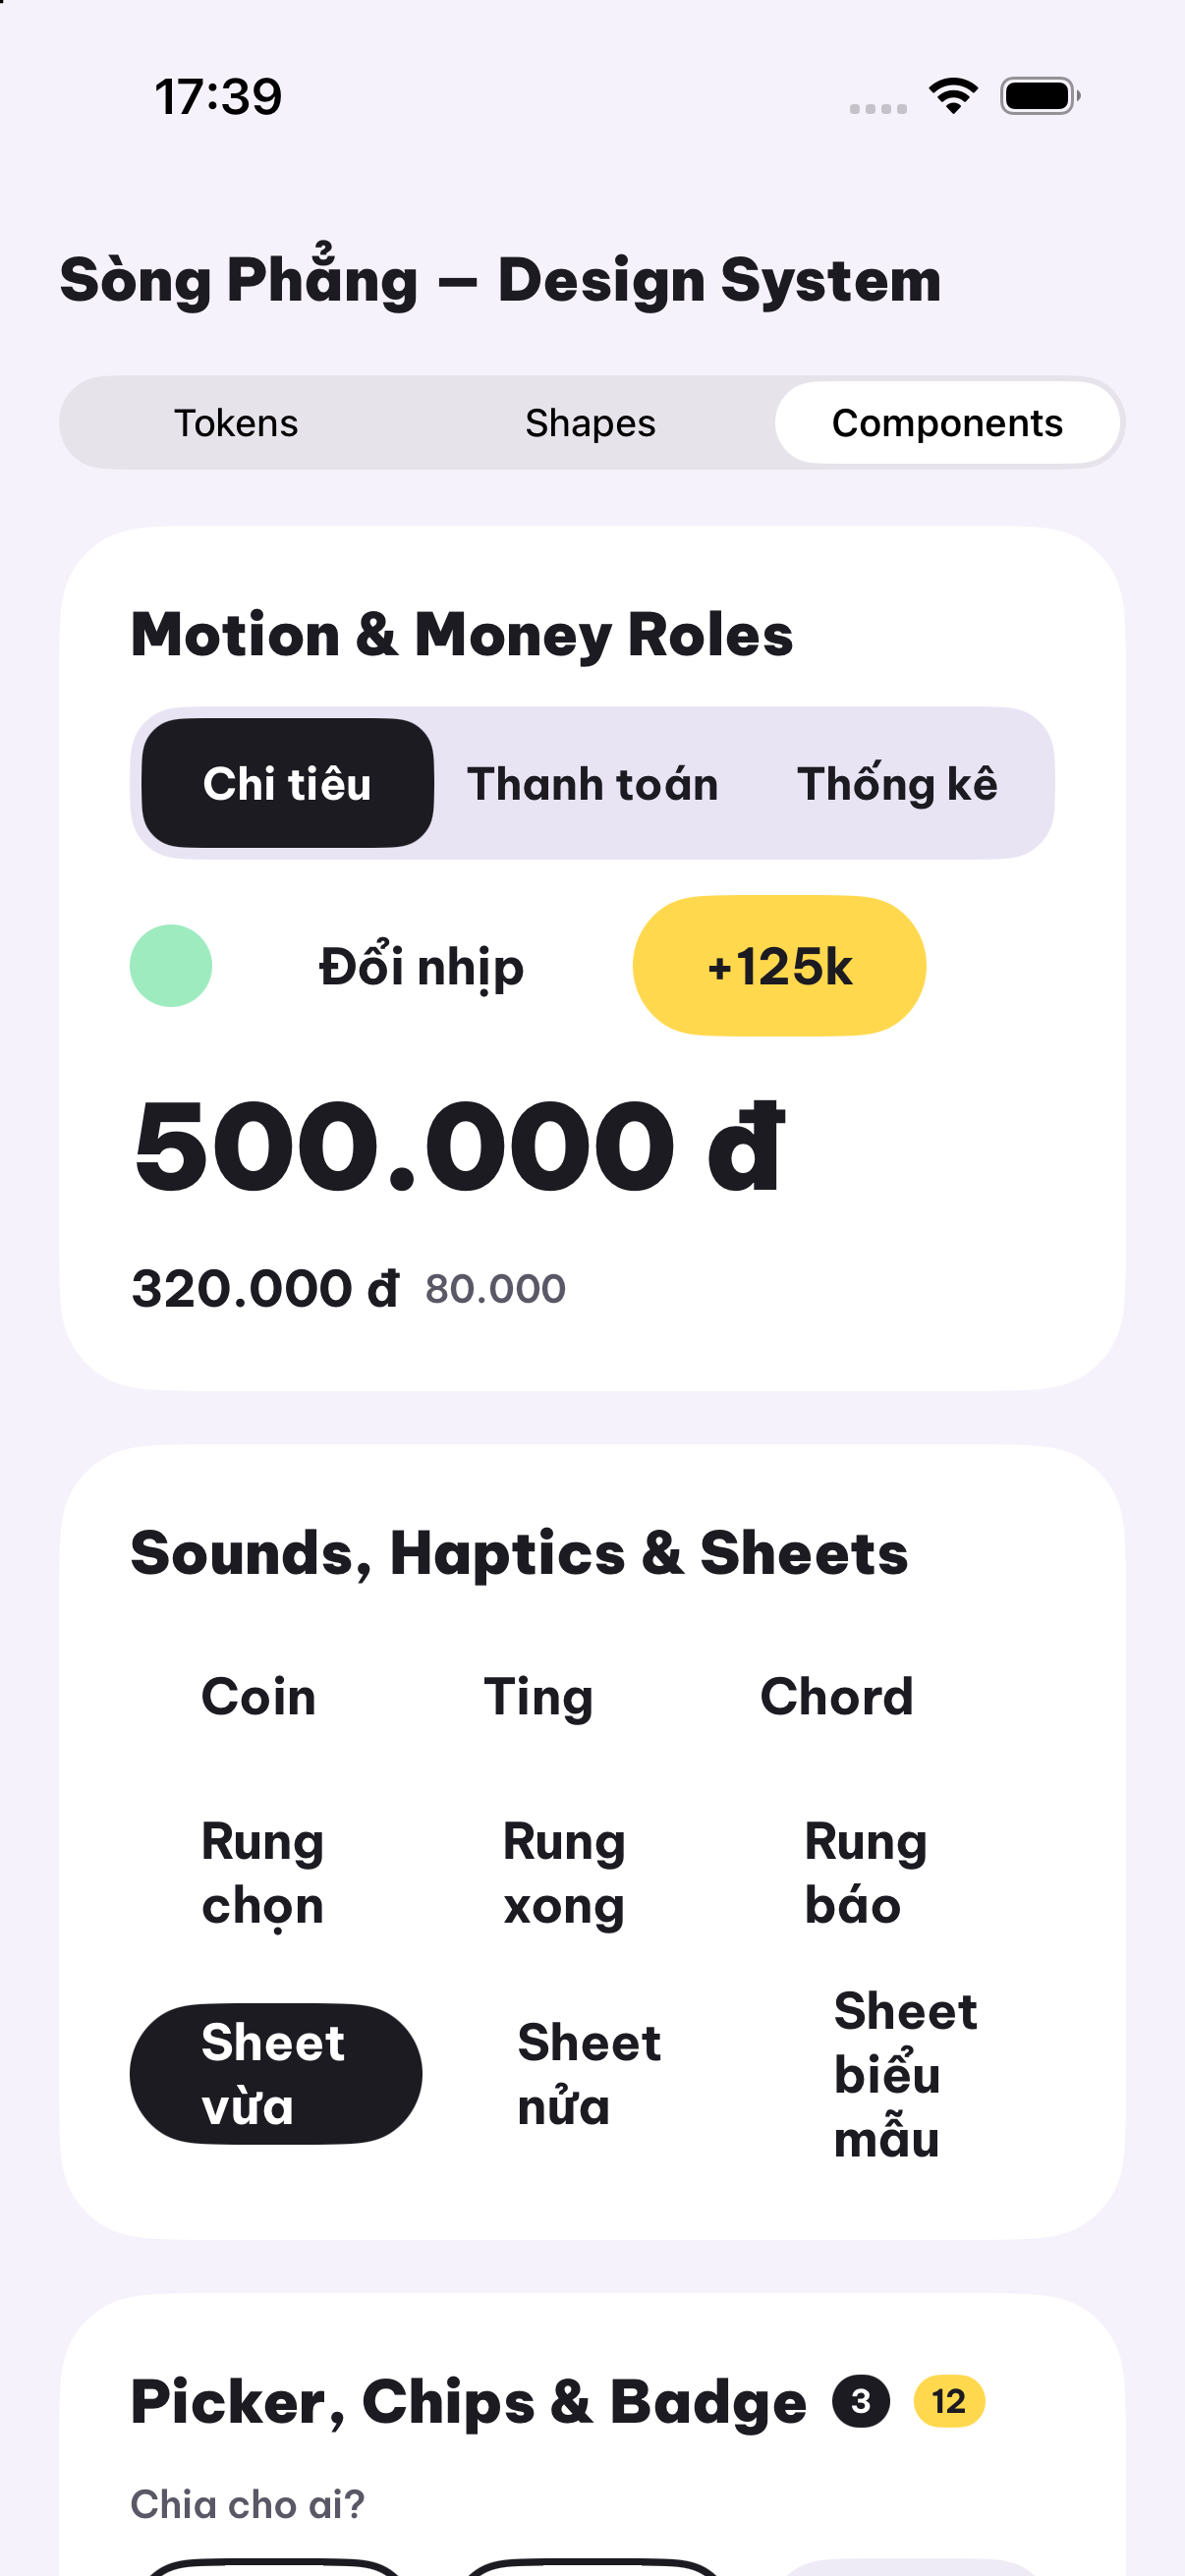 17:39
Sòng Phẳng — Design System
Tokens Shapes Components
Motion & Money Roles
Chi tiêu Thanh toán Thống kê
Đổi nhịp +125k
500.000 đ
320.000 đ 80.000
Sounds, Haptics & Sheets
Coin Ting Chord
Rung chọn Rung xong Rung báo
Sheet vừa Sheet nửa Sheet biểu mẫu
Picker, Chips & Badge 3 12
Chia cho ai?